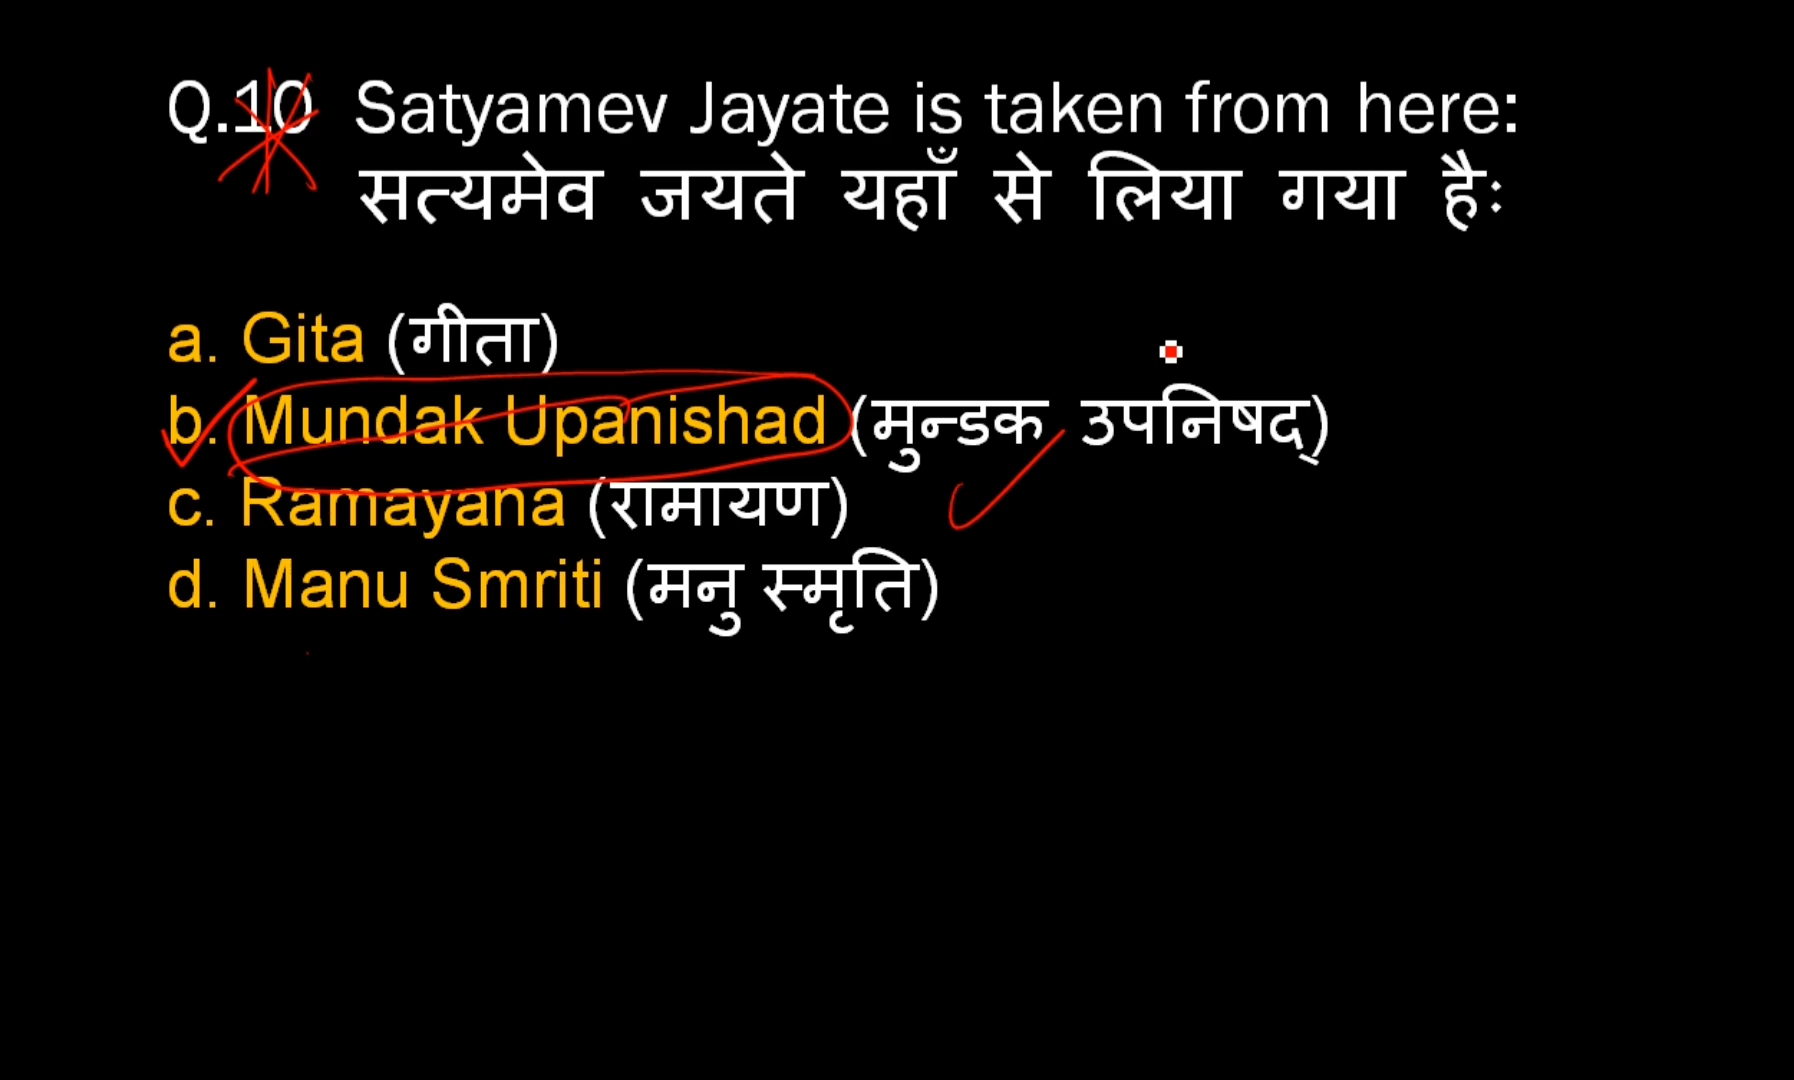 Q.10 Satyamev Jayate is taken from here:
सत्यमेव जयते यहाँ से लिया गया हैः
a. Gita (गीता)
b. Mundak Upanishad (मुन्डक उपनिषद्)
c. Ramayana (रामायण)
d. Manu Smriti (मनु स्मृति)